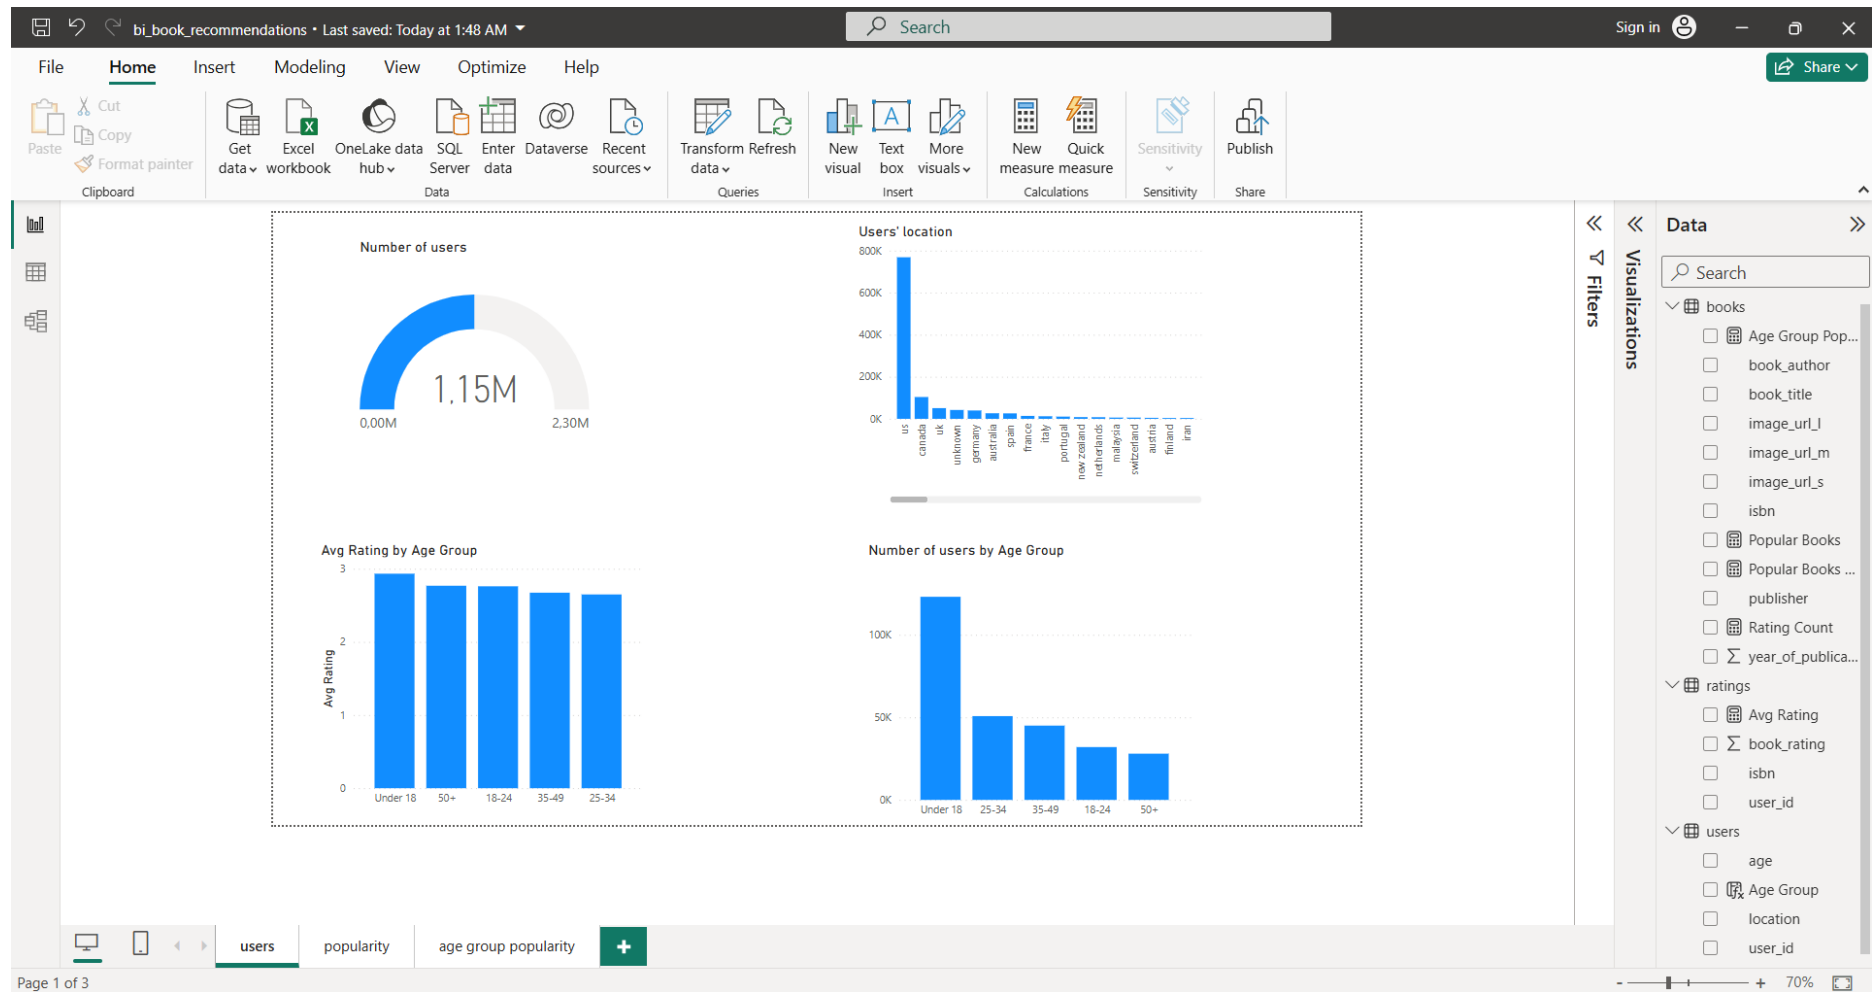 bi_book_recommendations • Last saved: Today at 1:48 AM
Search
Sign in
File Home Insert Modeling View Optimize Help
Share
Paste
Cut
Copy
Format painter
Clipboard
Get data
Excel workbook
OneLake data hub
SQL Server
Enter data
Dataverse
Recent sources
Data
Transform data
Refresh
Queries
New visual
Text box
More visuals
Insert
New measure
Quick measure
Calculations
Sensitivity
Sensitivity
Publish
Share
Number of users
1,15M
0,00M
2,30M
Users' location
800K
600K
400K
200K
0K
us
canada
uk
unknown
germany
australia
spain
france
italy
portugal
new zealand
netherlands
malaysia
switzerland
austria
finland
iran
Avg Rating by Age Group
Avg Rating
3
2
1
0
Under 18
50+
18-24
35-49
25-34
Number of users by Age Group
100K
50K
0K
Under 18
25-34
35-49
18-24
50+
Filters
Visualizations
Data
Search
books
Age Group Pop...
book_author
book_title
image_url_l
image_url_m
image_url_s
isbn
Popular Books
Popular Books ...
publisher
Rating Count
year_of_publica...
ratings
Avg Rating
book_rating
isbn
user_id
users
age
Age Group
location
user_id
users
popularity
age group popularity
Page 1 of 3
- + 70%